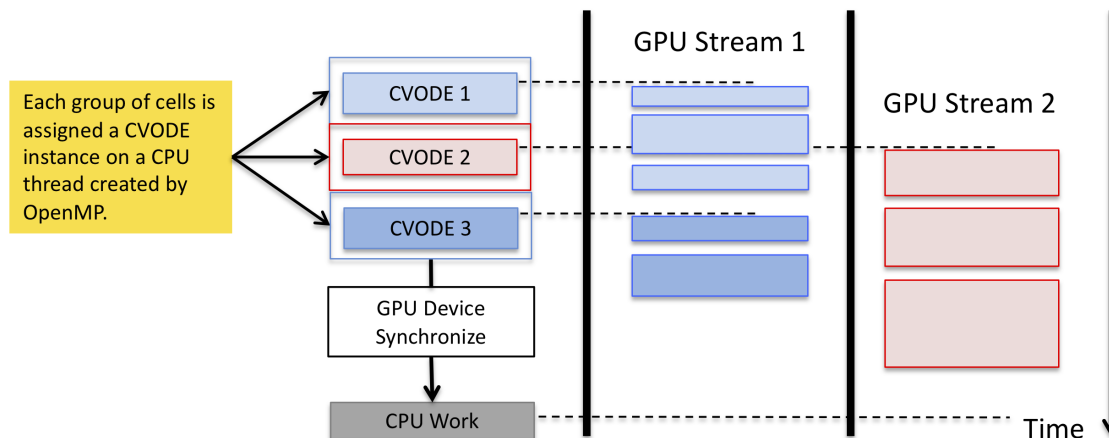 Each group of cells is
assigned a CVODE
instance on a CPU
thread created by
OpenMP.
CVODE 1
CVODE 2
CVODE 3
GPU Device
Synchronize
CPU Work
GPU Stream 1
GPU Stream 2
Time